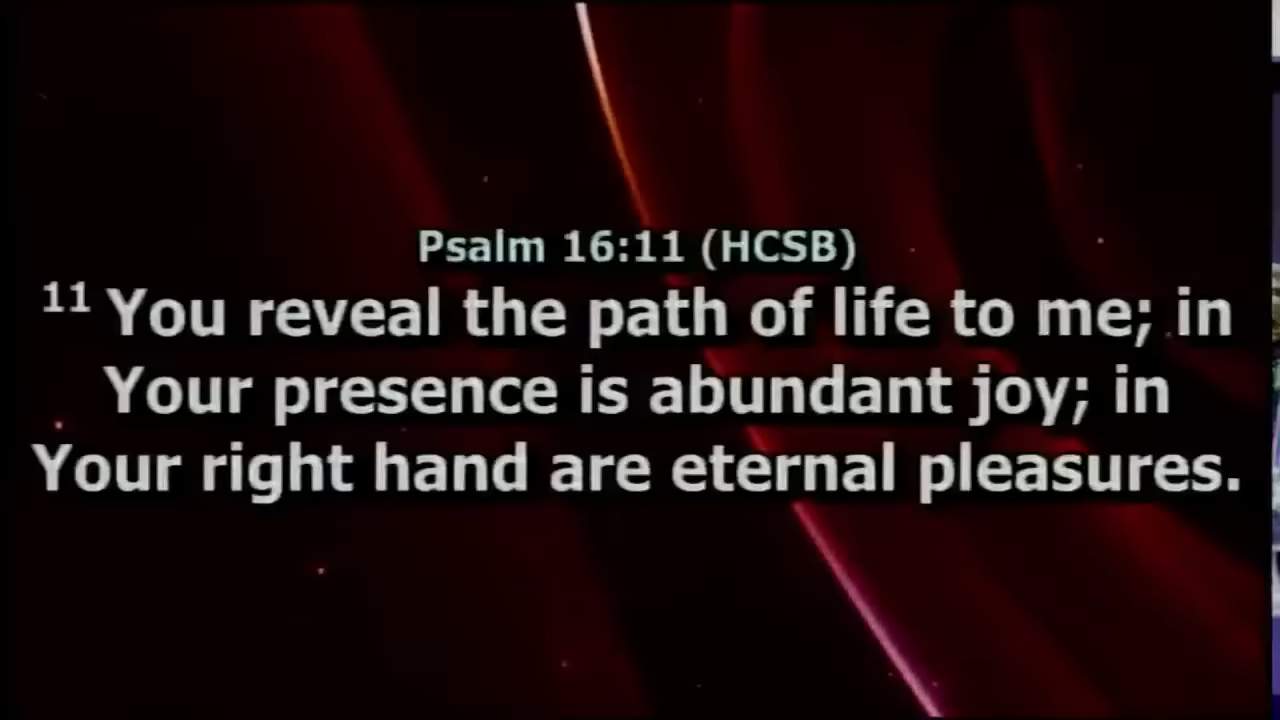 Psalm 16:11 (HCSB)
11 You reveal the path of life to me; in
Your presence is abundant joy; in
Your right hand are eternal pleasures.